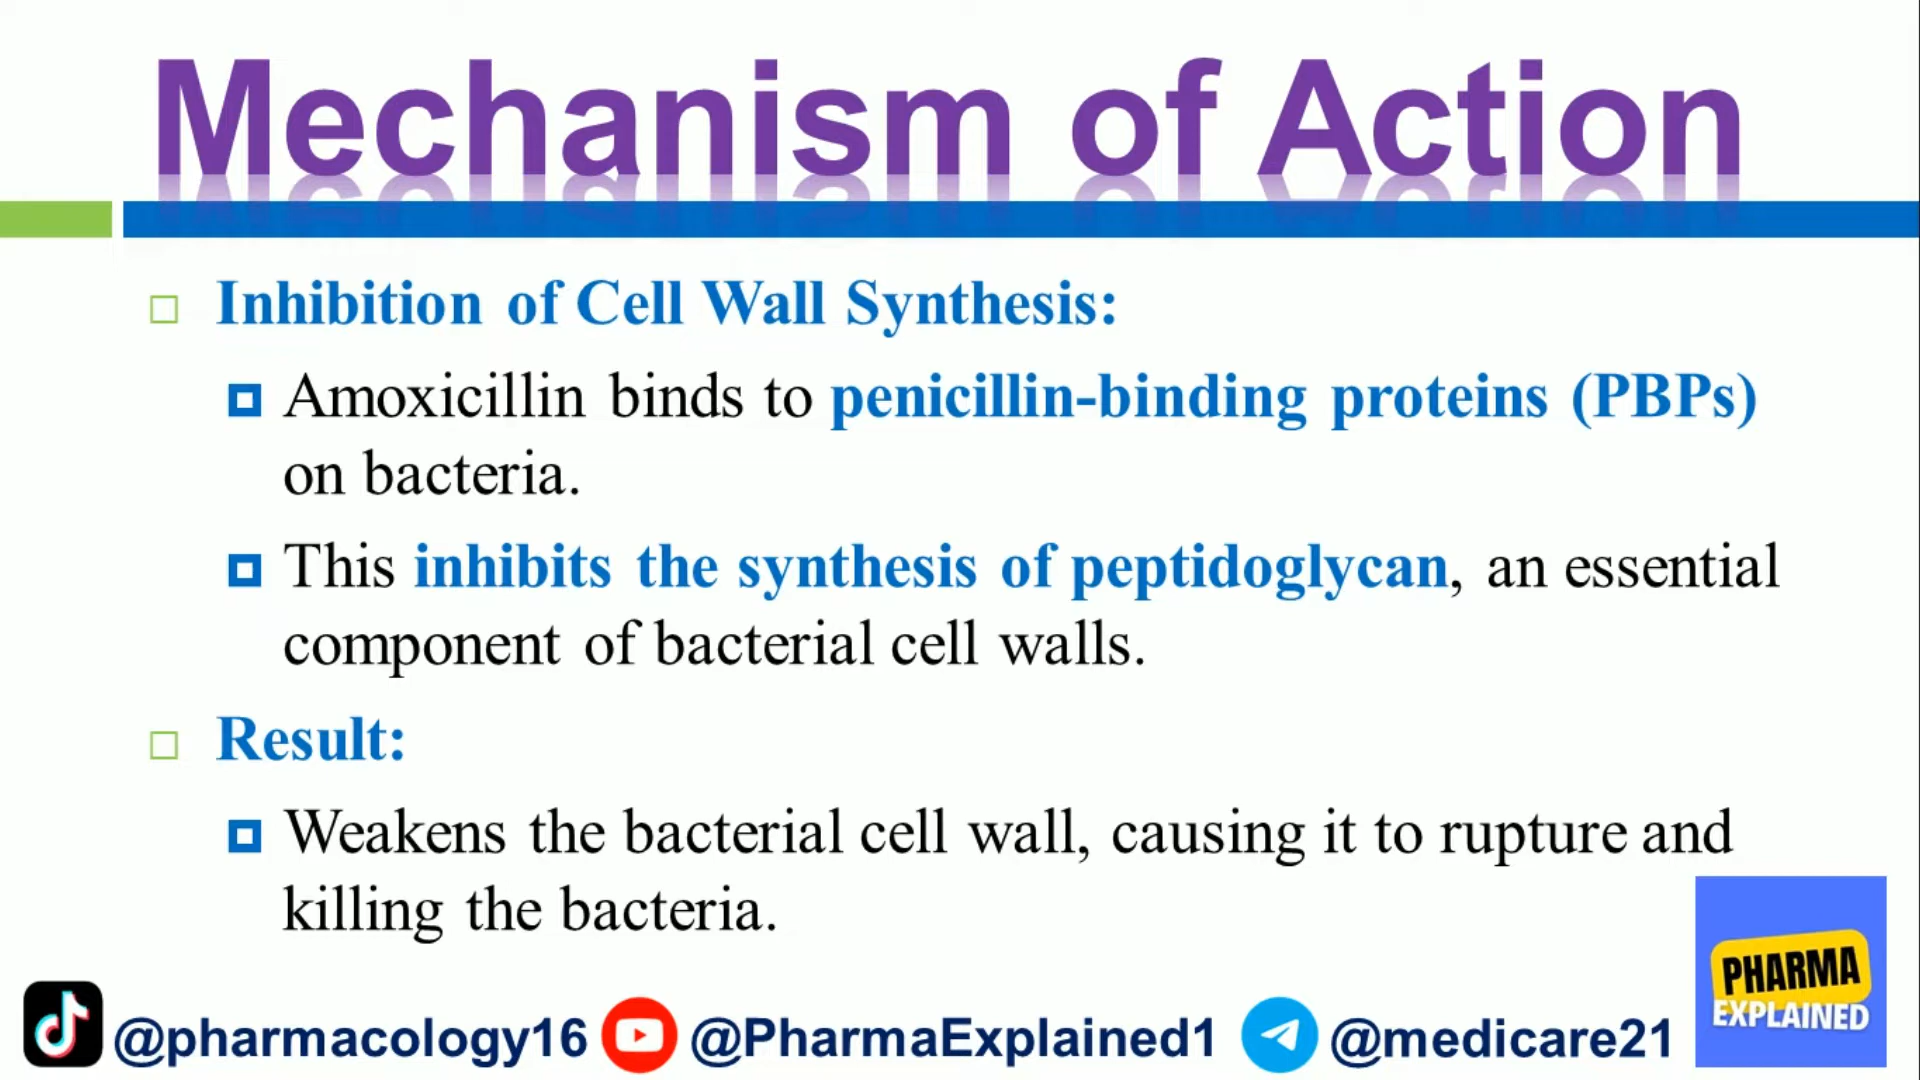 Mechanism of Action
Inhibition of Cell Wall Synthesis:
Amoxicillin binds to penicillin-binding proteins (PBPs)
on bacteria.
This inhibits the synthesis of peptidoglycan, an essential
component of bacterial cell walls.
Result:
Weakens the bacterial cell wall, causing it to rupture and
killing the bacteria.
PHARMA
EXPLAINED
@pharmacology16 @PharmaExplained1 @medicare21